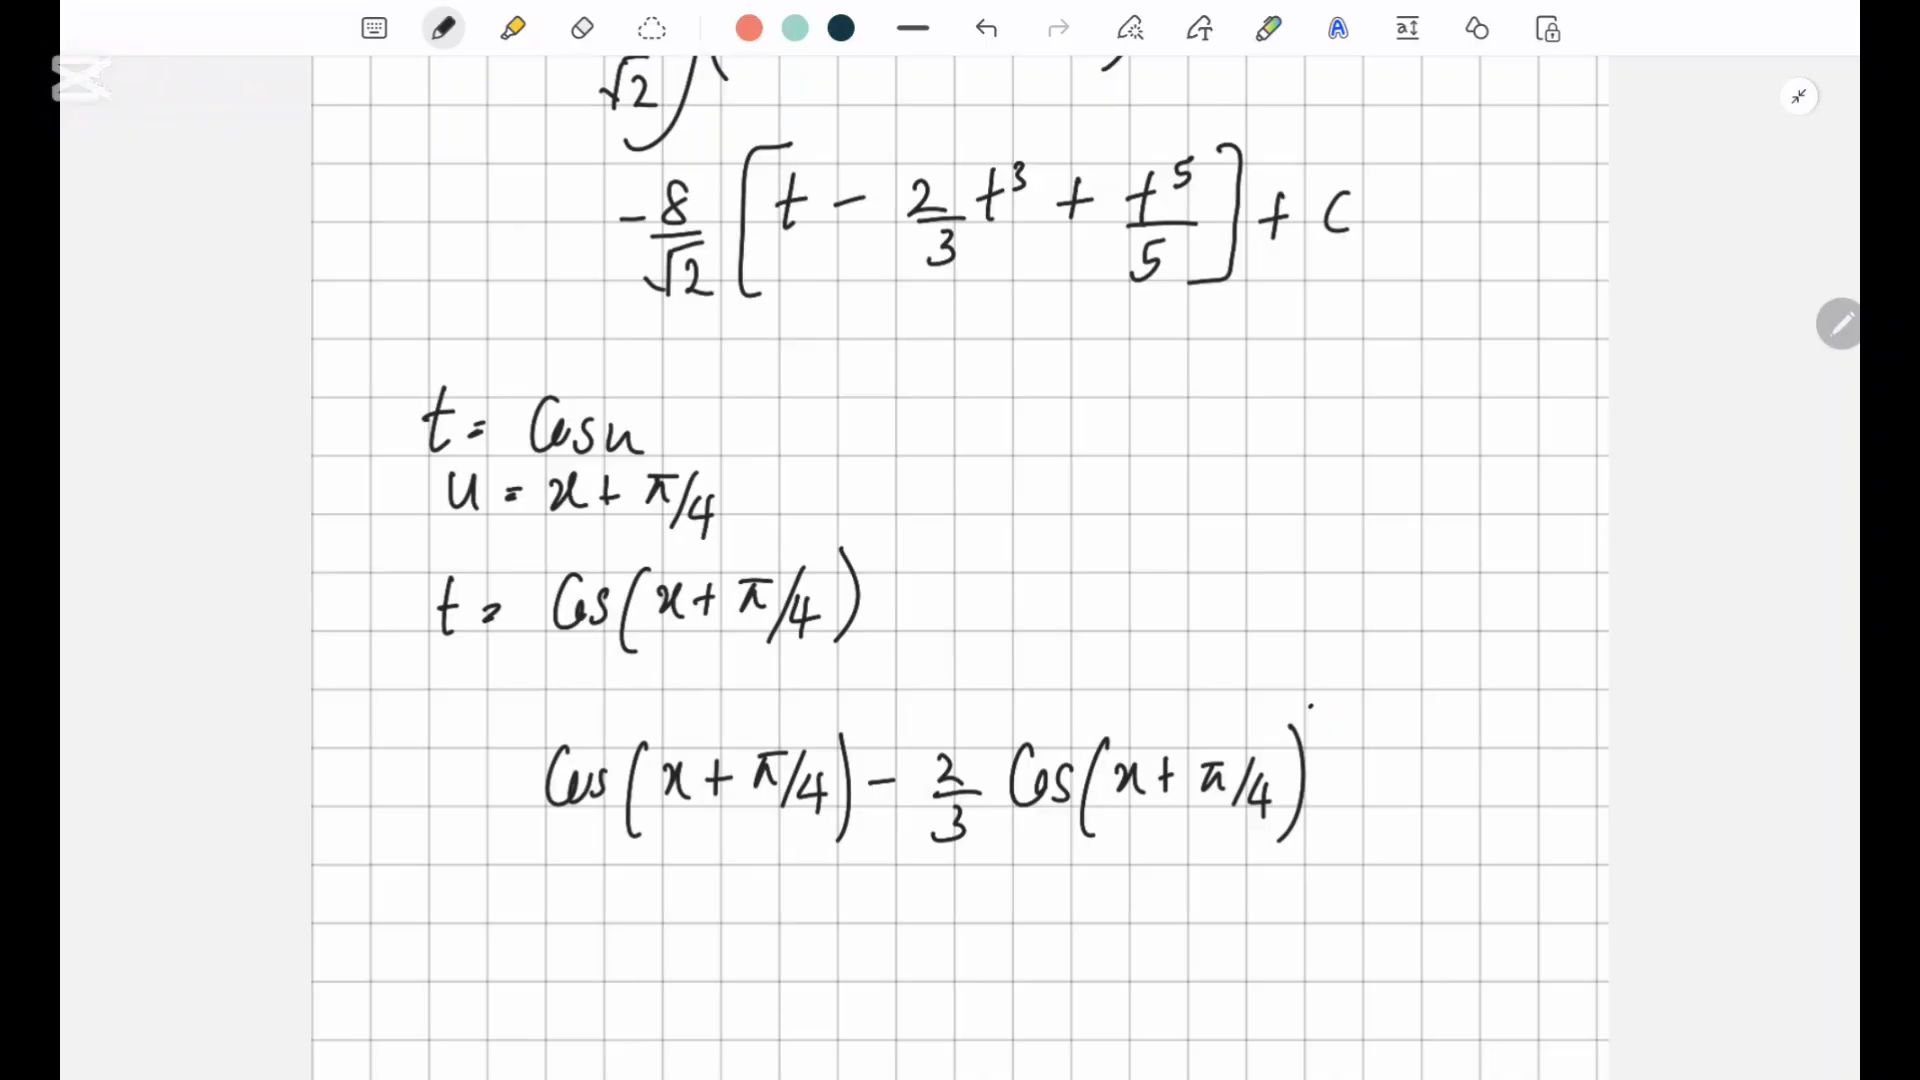 √2
-8/√2 [t - 2/3 t³ + t⁵/5] + C
t = Cos u
u = x + π/4
t = Cos(x + π/4)
Cos(x + π/4) - 2/3 Cos(x + π/4)